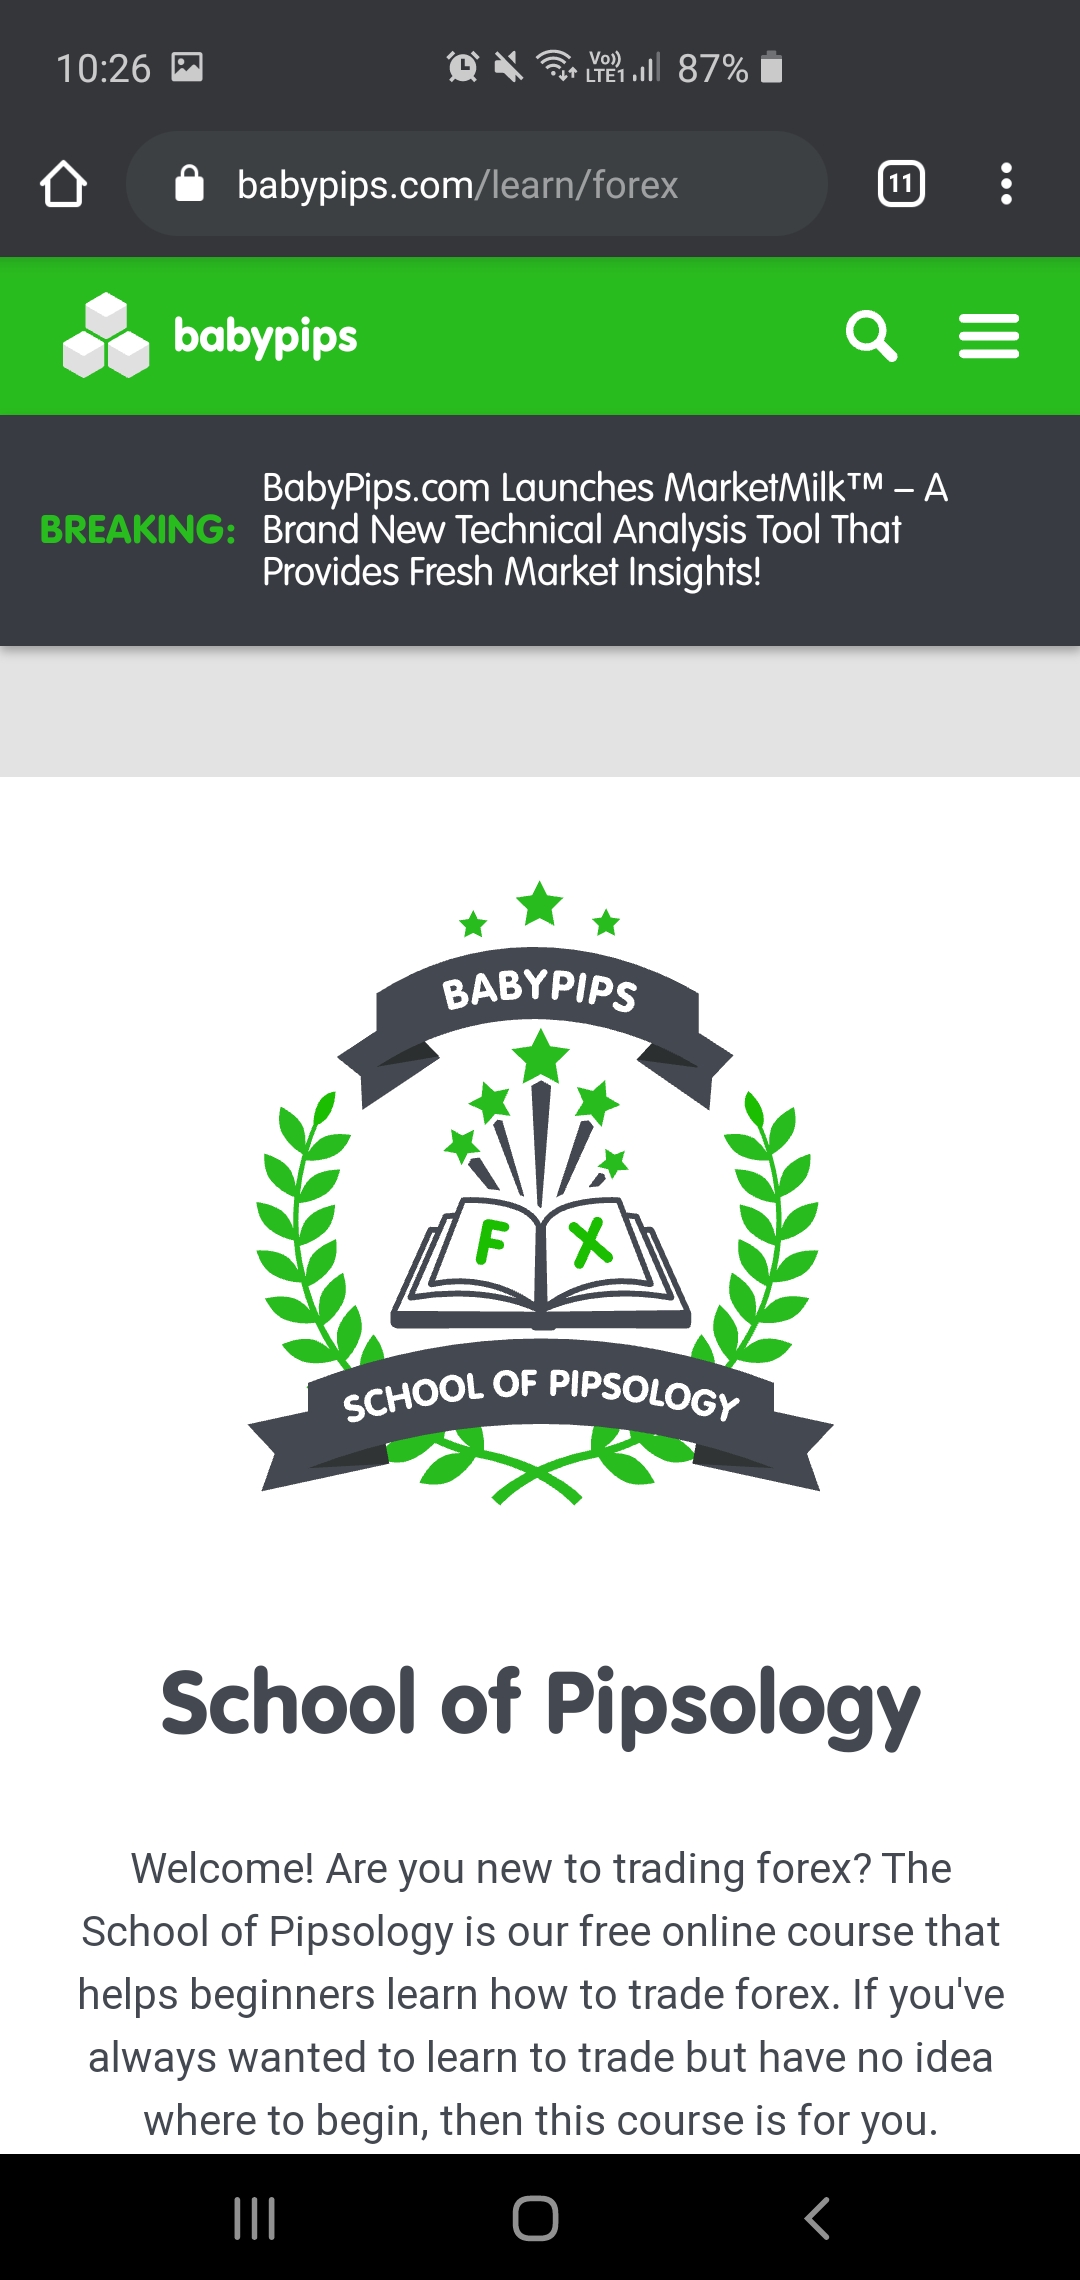 10:26
Vo)) LTE1 87%
babypips.com/learn/forex
11
babypips
BREAKING:
BabyPips.com Launches MarketMilk™ – A
Brand New Technical Analysis Tool That
Provides Fresh Market Insights!
BABYPIPS
F X
SCHOOL OF PIPSOLOGY
School of Pipsology
Welcome! Are you new to trading forex? The
School of Pipsology is our free online course that
helps beginners learn how to trade forex. If you've
always wanted to learn to trade but have no idea
where to begin, then this course is for you.